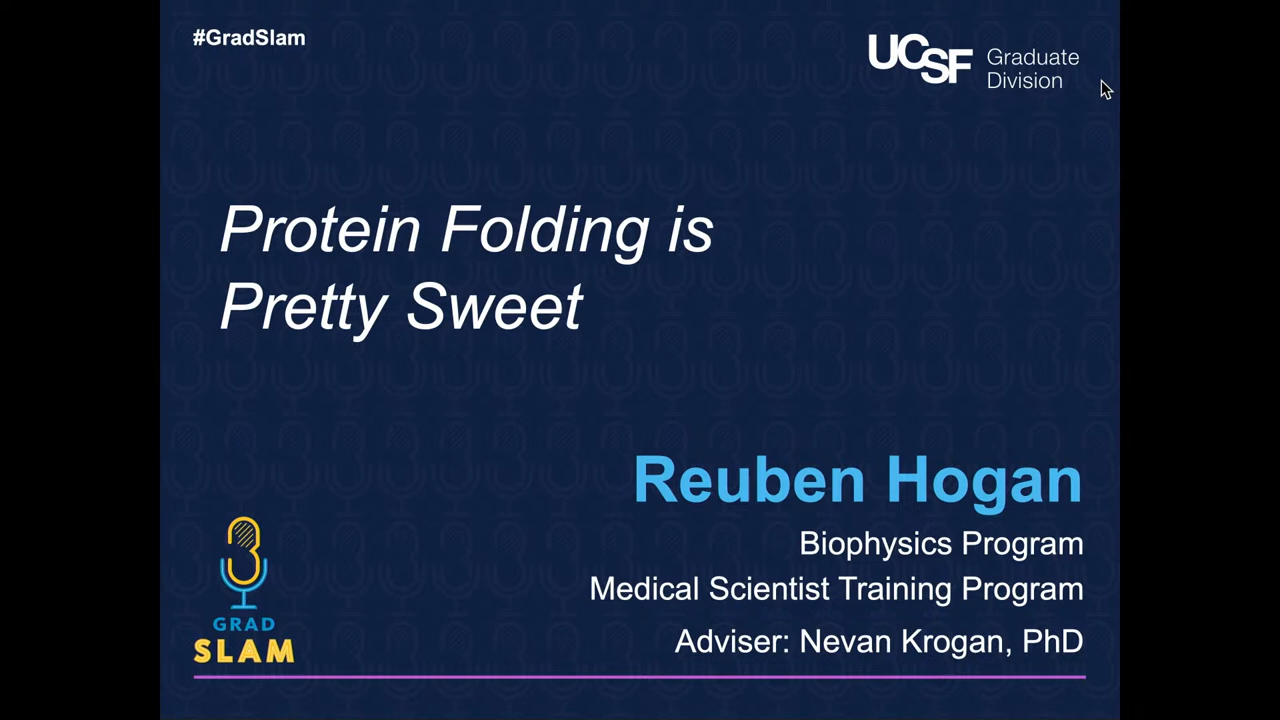 #GradSlam
UCSF Graduate
Division
Protein Folding is
Pretty Sweet
Reuben Hogan
Biophysics Program
Medical Scientist Training Program
Adviser: Nevan Krogan, PhD
GRAD
SLAM